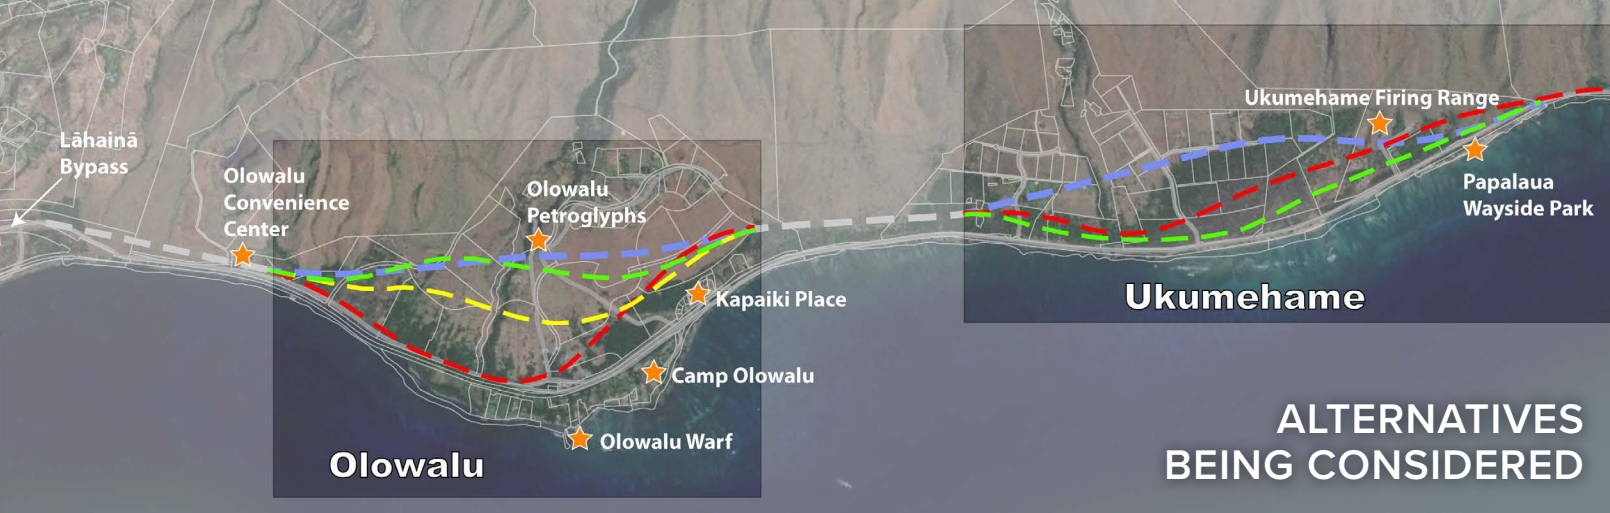 Lāhainā
Bypass
Olowalu
Convenience
Center
Olowalu
Petroglyphs
Kapaiki Place
Camp Olowalu
Olowalu Warf
Olowalu
Ukumehame Firing Range
Papalaua
Wayside Park
Ukumehame
ALTERNATIVES
BEING CONSIDERED